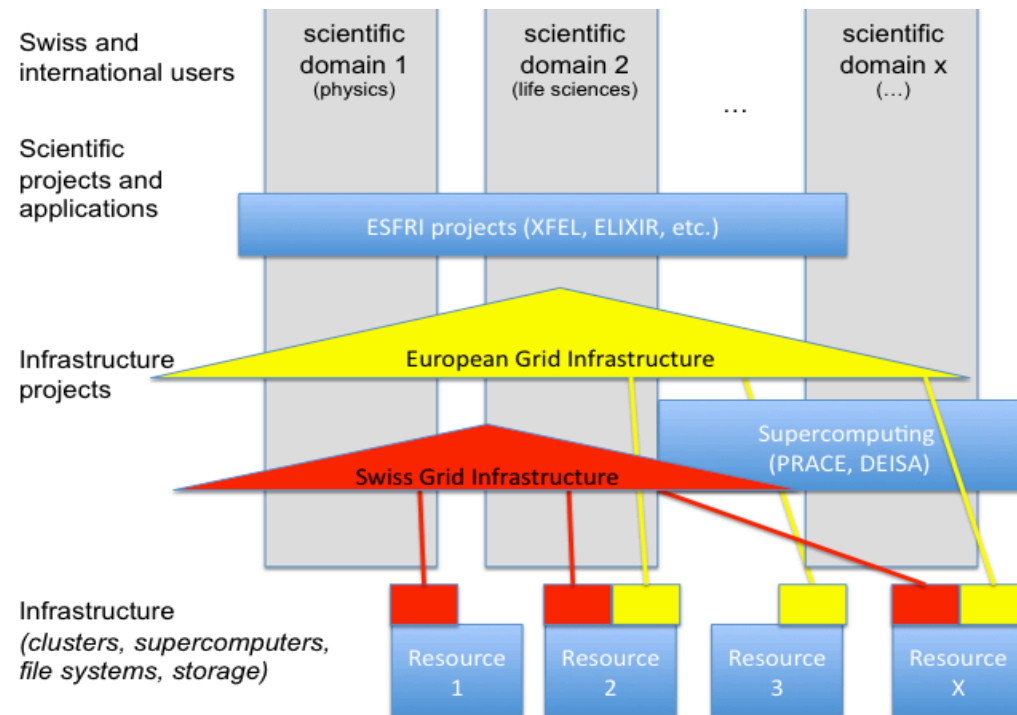 Swiss and
international users
scientific
domain 1
(physics)
scientific
domain 2
(life sciences)
...
scientific
domain x
(...)
Scientific
projects and
applications
ESFRI projects (XFEL, ELIXIR, etc.)
Infrastructure
projects
European Grid Infrastructure
Supercomputing
(PRACE, DEISA)
Swiss Grid Infrastructure
Infrastructure
(clusters, supercomputers,
file systems, storage)
Resource
1
Resource
2
Resource
3
Resource
X